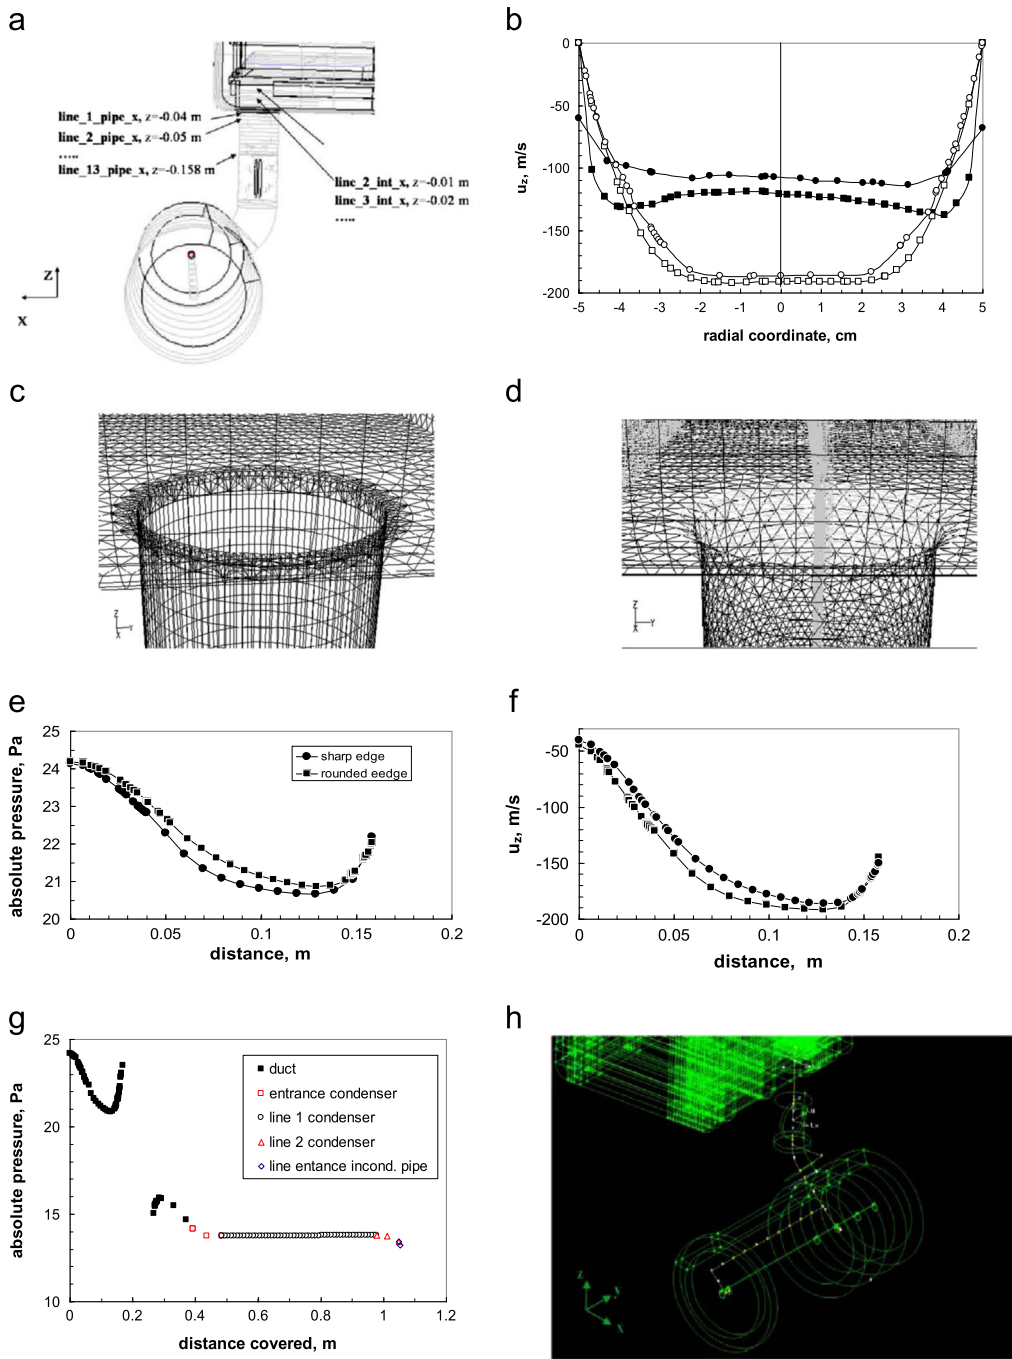 a
line_1_pipe_x, z=-0.04 m
line_2_pipe_x, z=-0.05 m
.....
line_13_pipe_x, z=-0.158 m
line_2_int_x, z=-0.01 m
line_3_int_x, z=-0.02 m
.....
Z
X
b
0
-50
-100
-150
-200
uz, m/s
-5 -4 -3 -2 -1 0 1 2 3 4 5
radial coordinate, cm
c
Z
X Y
d
Z
X Y
e
25
24
23
22
21
20
absolute pressure, Pa
sharp edge
rounded eedge
0 0.05 0.1 0.15 0.2
distance, m
f
-50
-100
-150
-200
uz, m/s
0 0.05 0.1 0.15 0.2
distance, m
g
25
20
15
10
absolute pressure, Pa
duct
entrance condenser
line 1 condenser
line 2 condenser
line entance incond. pipe
0 0.2 0.4 0.6 0.8 1 1.2
distance covered, m
h
Z
Y
X